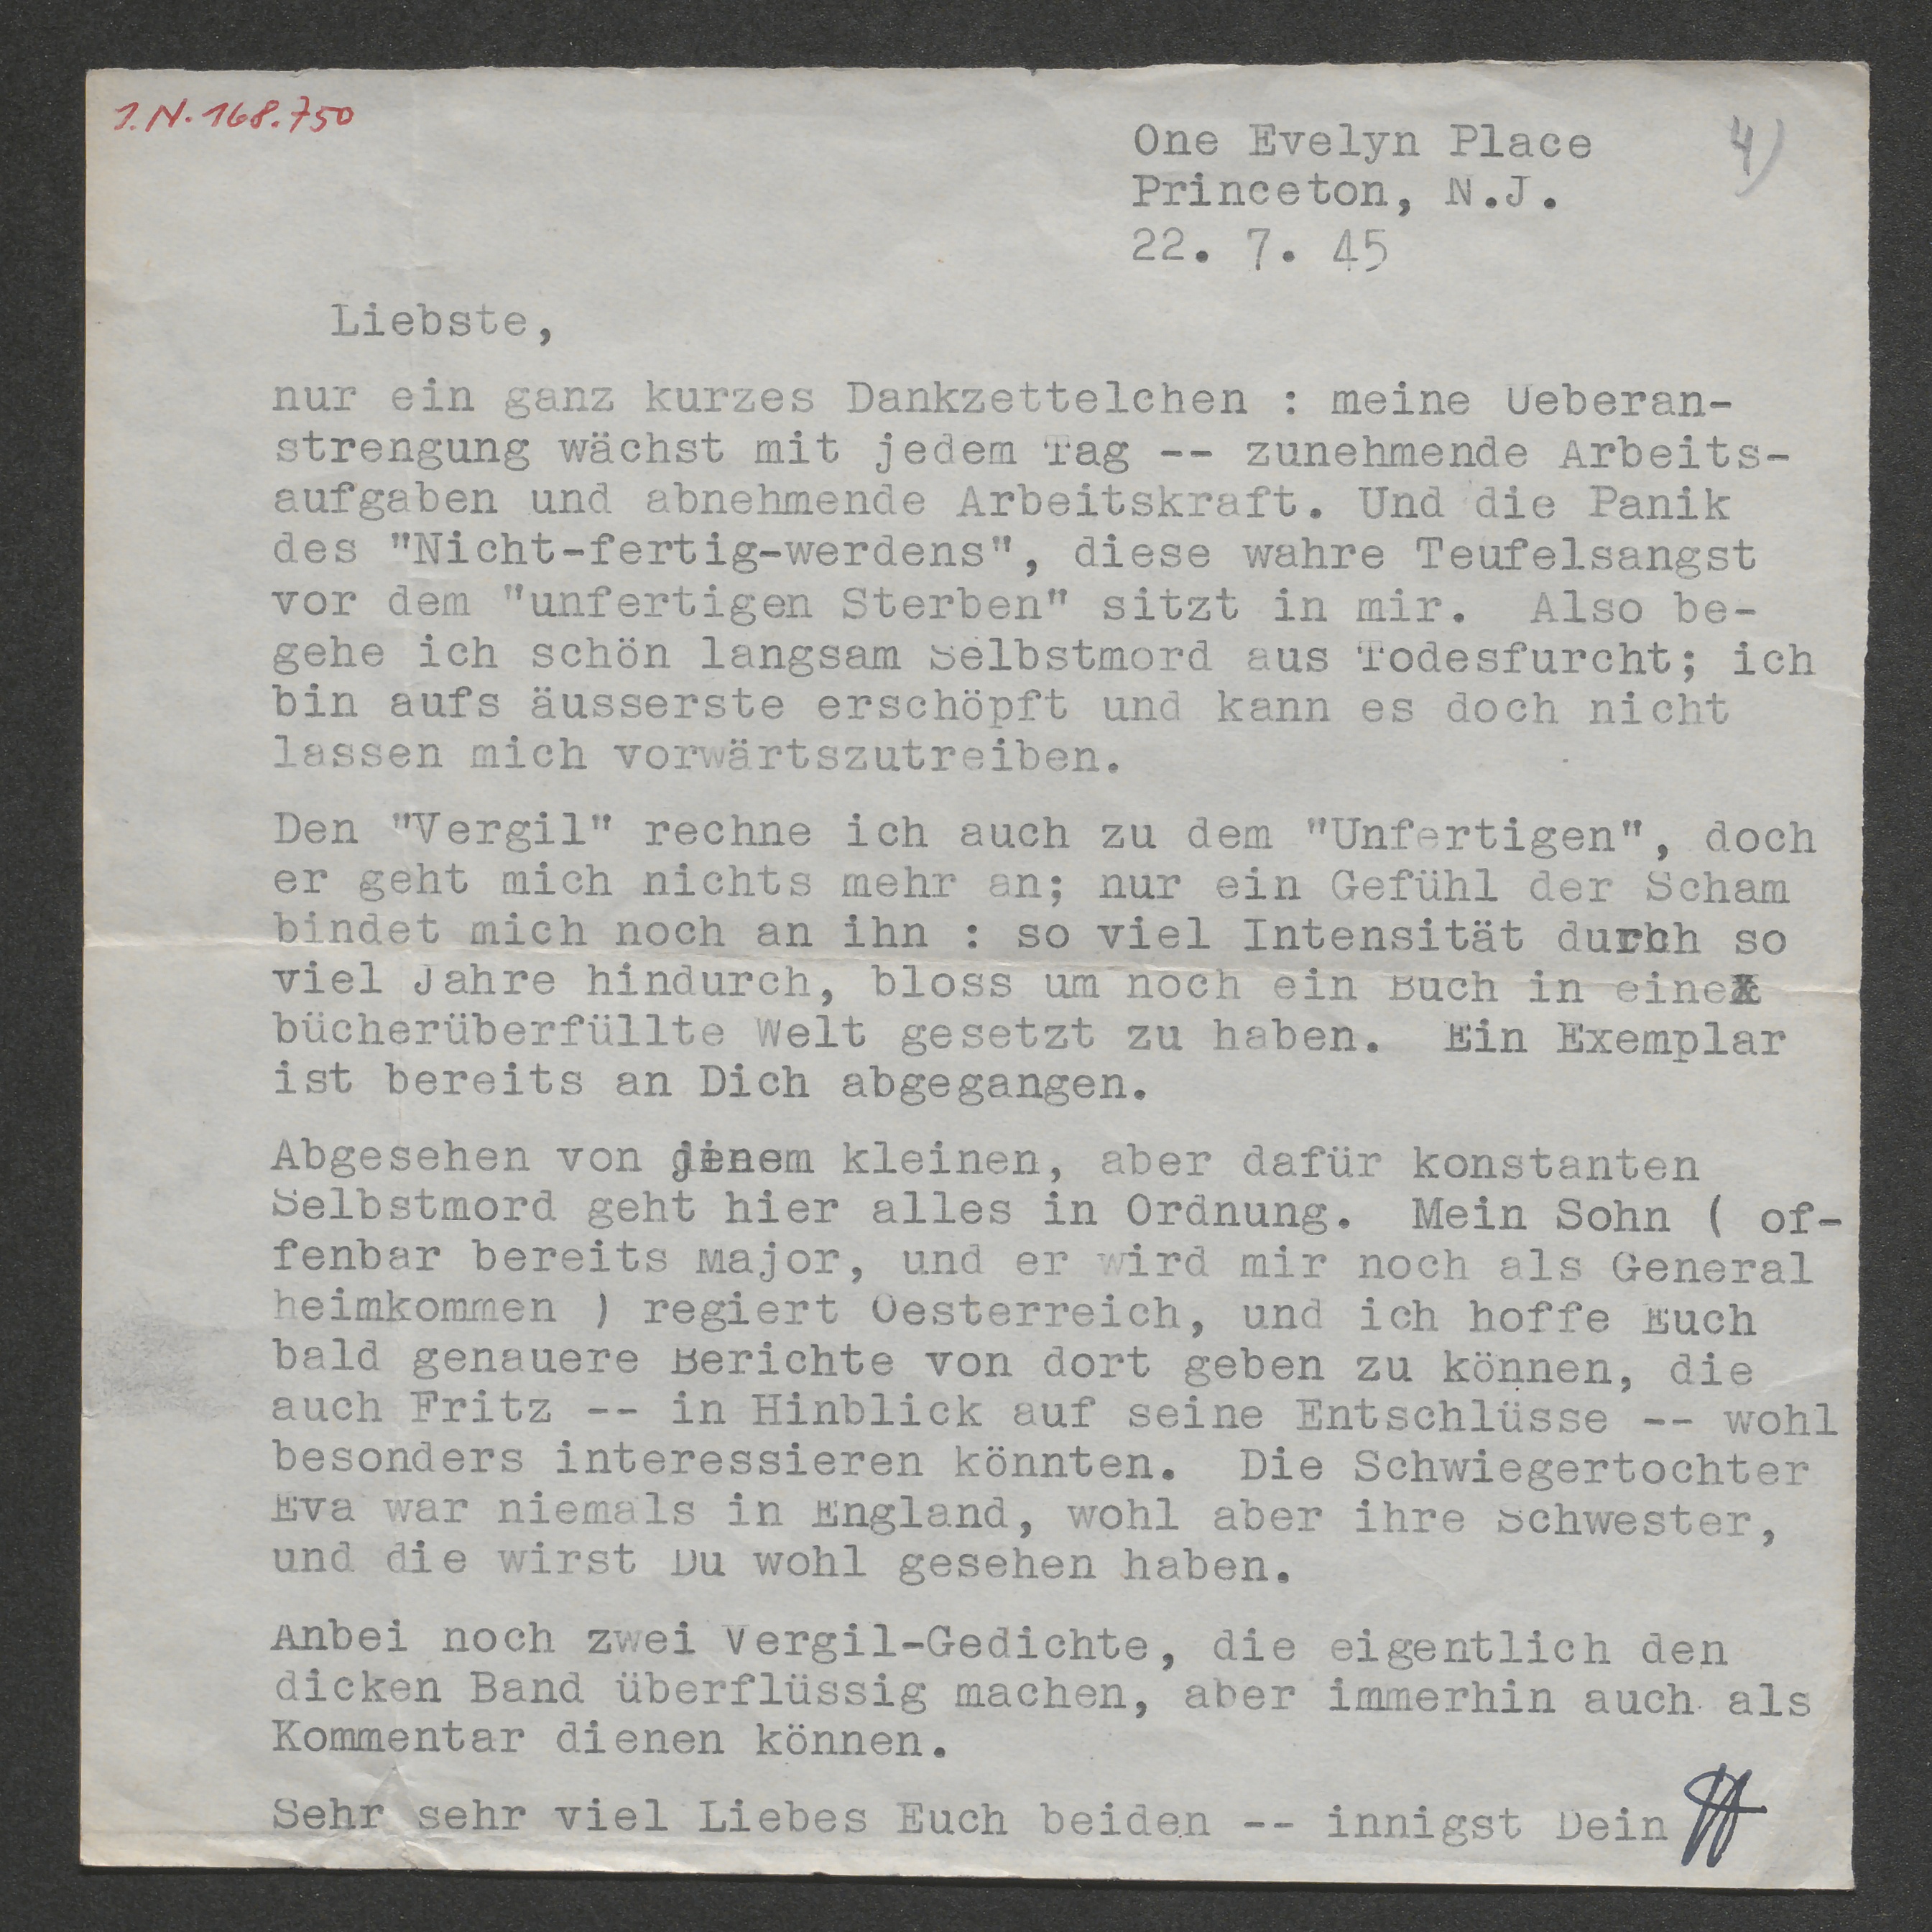 I.N. 168.750
4)
One Evelyn Place
Princeton, N.J.
22. 7. 45
Liebste,
nur ein ganz kurzes Dankzettelchen : meine Ueberan-
strengung wächst mit jedem Tag -- zunehmende Arbeits-
aufgaben und abnehmende Arbeitskraft. Und die Panik
des "Nicht-fertig-werdens", diese wahre Teufelsangst
vor dem "unfertigen Sterben" sitzt in mir. Also be-
gehe ich schön langsam Selbstmord aus Todesfurcht; ich
bin aufs äusserste erschöpft und kann es doch nicht
lassen mich vorwärtszutreiben.
Den "Vergil" rechne ich auch zu dem "Unfertigen", doch
er geht mich nichts mehr an; nur ein Gefühl der Scham
bindet mich noch an ihn : so viel Intensität durch so
viel Jahre hindurch, bloss um noch ein Buch in eine
bücherüberfüllte Welt gesetzt zu haben. Ein Exemplar
ist bereits an Dich abgegangen.
Abgesehen von jenem kleinen, aber dafür konstanten
Selbstmord geht hier alles in Ordnung. Mein Sohn ( of-
fenbar bereits Major, und er wird mir noch als General
heimkommen ) regiert Oesterreich, und ich hoffe Euch
bald genauere Berichte von dort geben zu können, die
auch Fritz -- in Hinblick auf seine Entschlüsse -- wohl
besonders interessieren könnten. Die Schwiegertochter
Eva war niemals in England, wohl aber ihre Schwester,
und die wirst Du wohl gesehen haben.
Anbei noch zwei Vergil-Gedichte, die eigentlich den
dicken Band überflüssig machen, aber immerhin auch als
Kommentar dienen können.
Sehr sehr viel Liebes Euch beiden -- innigst Dein H